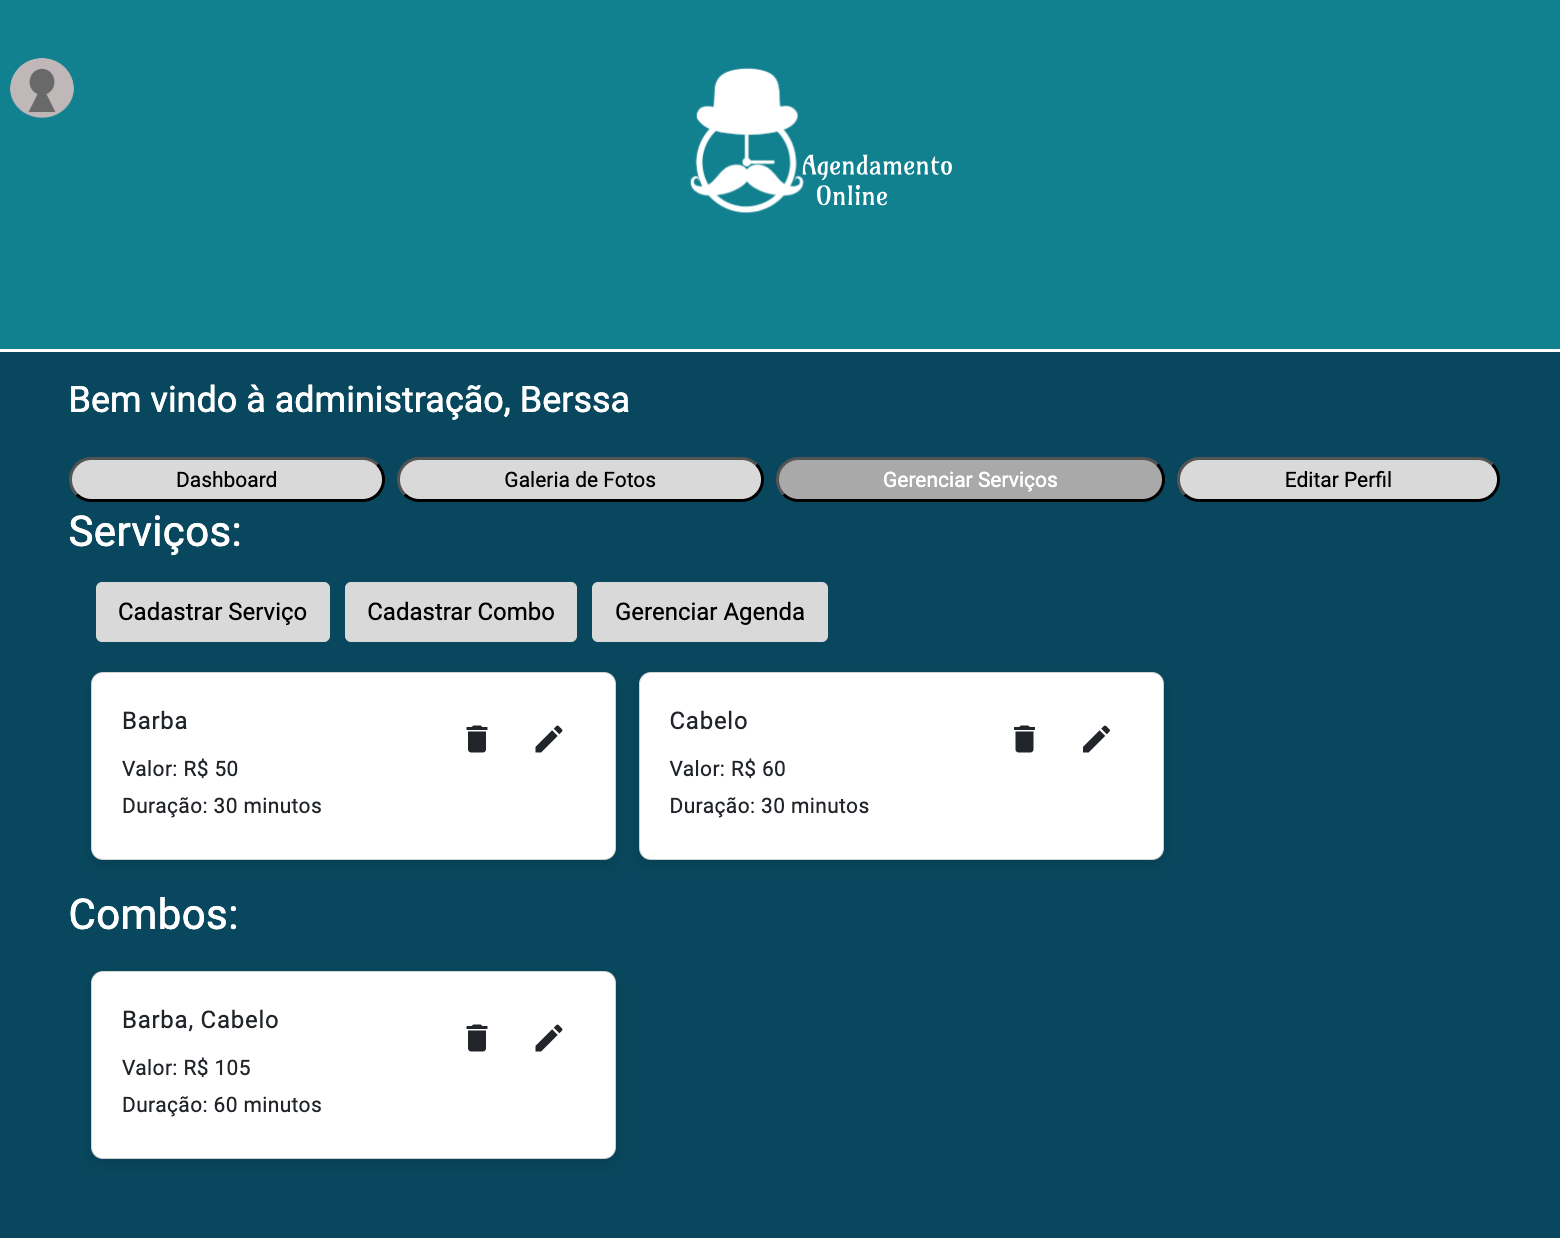 Agendamento
Online
Bem vindo à administração, Berssa
Dashboard
Galeria de Fotos
Gerenciar Serviços
Editar Perfil
Serviços:
Cadastrar Serviço
Cadastrar Combo
Gerenciar Agenda
Barba
Valor: R$ 50
Duração: 30 minutos
Cabelo
Valor: R$ 60
Duração: 30 minutos
Combos:
Barba, Cabelo
Valor: R$ 105
Duração: 60 minutos